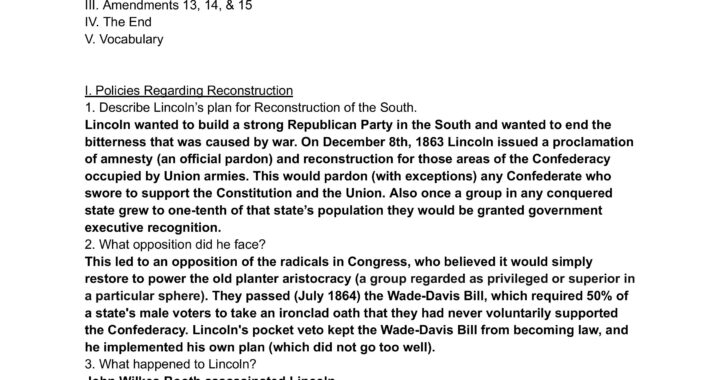 III. Amendments 13, 14, & 15
IV. The End
V. Vocabulary
I. Policies Regarding Reconstruction
1. Describe Lincoln's plan for Reconstruction of the South.
Lincoln wanted to build a strong Republican Party in the South and wanted to end the
bitterness that was caused by war. On December 8th, 1863 Lincoln issued a proclamation
of amnesty (an official pardon) and reconstruction for those areas of the Confederacy
occupied by Union armies. This would pardon (with exceptions) any Confederate who
swore to support the Constitution and the Union. Also once a group in any conquered
state grew to one-tenth of that state's population they would be granted government
executive recognition.
2. What opposition did he face?
This led to an opposition of the radicals in Congress, who believed it would simply
restore to power the old planter aristocracy (a group regarded as privileged or superior in
a particular sphere). They passed (July 1864) the Wade-Davis Bill, which required 50% of
a state's male voters to take an ironclad oath that they had never voluntarily supported
the Confederacy. Lincoln's pocket veto kept the Wade-Davis Bill from becoming law, and
he implemented his own plan (which did not go too well).
3. What happened to Lincoln?
John Wilkes Booth assassinated Lincoln